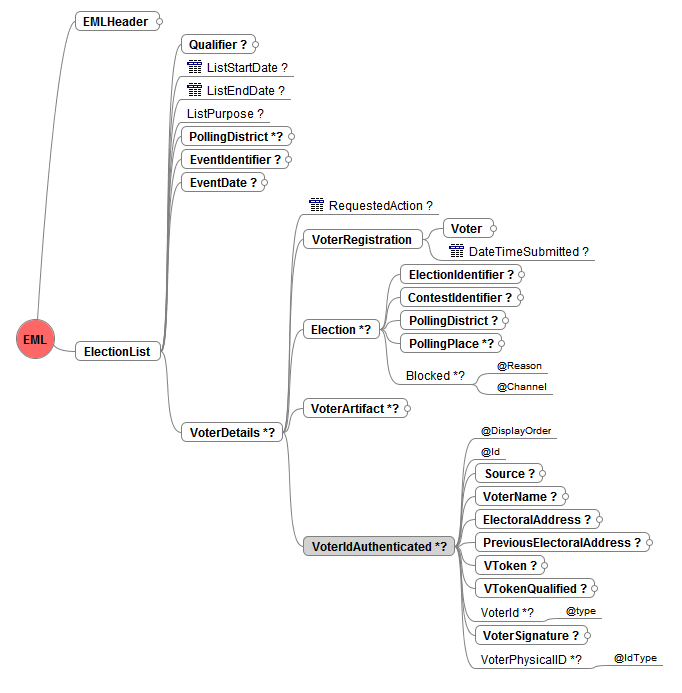 EMLHeader
Qualifier ?
ListStartDate ?
ListEndDate ?
ListPurpose ?
PollingDistrict *?
EventIdentifier ?
EventDate ?
RequestedAction ?
VoterRegistration
Voter
DateTimeSubmitted ?
ElectionIdentifier ?
ContestIdentifier ?
PollingDistrict ?
Election *?
PollingPlace *?
EML
ElectionList
Blocked *?
@Reason
@Channel
VoterArtifact *?
VoterDetails *?
@DisplayOrder
@Id
Source ?
VoterName ?
ElectoralAddress ?
VoterIdAuthenticated *?
PreviousElectoralAddress ?
VToken ?
VTokenQualified ?
VoterId *?
@type
VoterSignature ?
VoterPhysicalID *?
@IdType